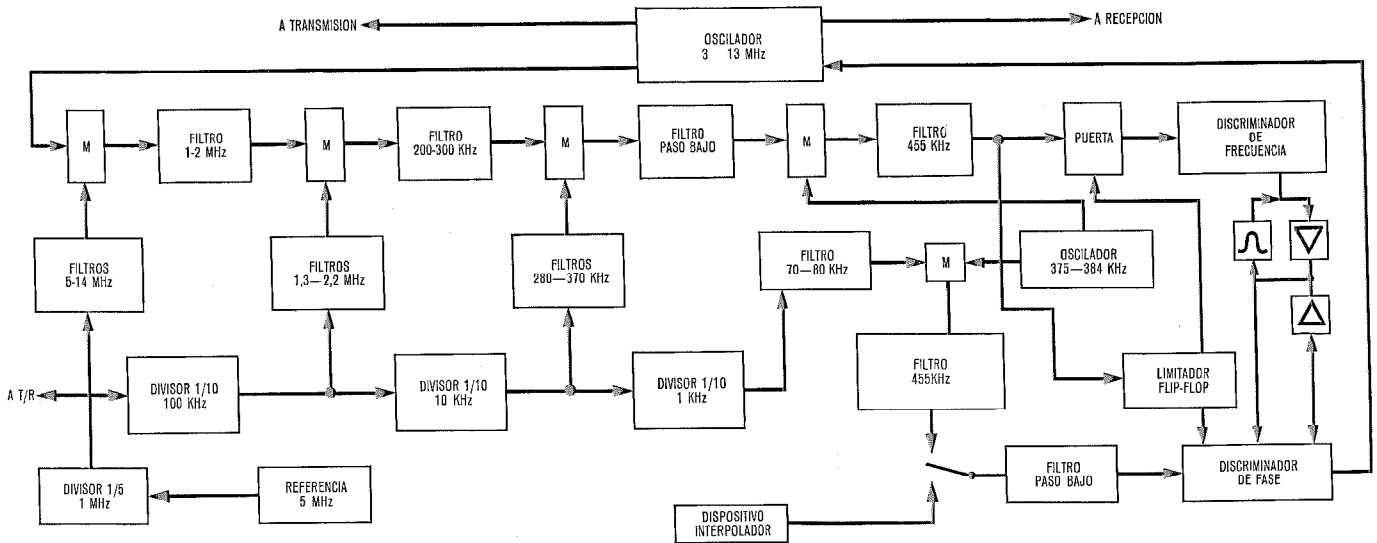 A TRANSMISION
OSCILADOR
3 13 MHz
A RECEPCION
M
FILTRO
1-2 MHz
M
FILTRO
200-300 KHz
M
FILTRO
PASO BAJO
M
FILTRO
455 KHz
PUERTA
DISCRIMINADOR
DE
FRECUENCIA
FILTROS
5-14 MHz
FILTROS
1,3—2,2 MHz
FILTROS
280—370 KHz
FILTRO
70—80 KHz
M
OSCILADOR
375—384 KHz
A T/R
DIVISOR 1/10
100 KHz
DIVISOR 1/10
10 KHz
DIVISOR 1/10
1 KHz
FILTRO
455KHz
LIMITADOR
FLIP-FLOP
DIVISOR 1/5
1 MHz
REFERENCIA
5 MHz
FILTRO
PASO BAJO
DISCRIMINADOR
DE FASE
DISPOSITIVO
INTERPOLADOR